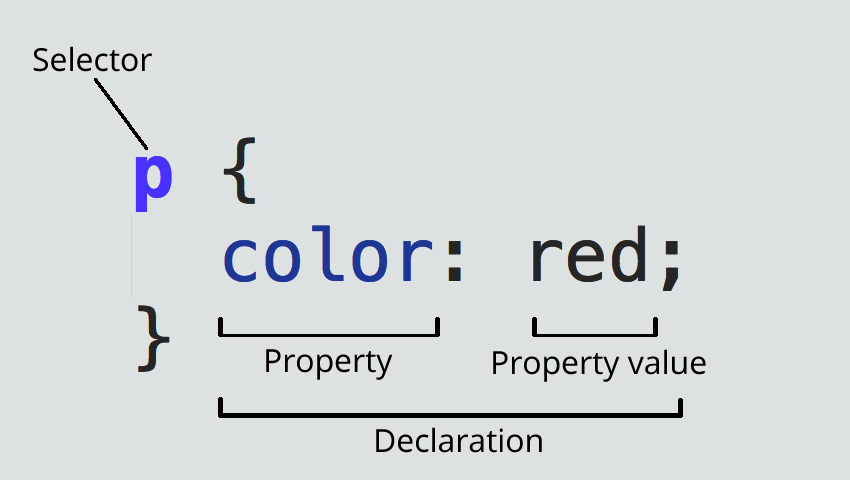 Selector
p {
color: red;
}
Property Property value
Declaration